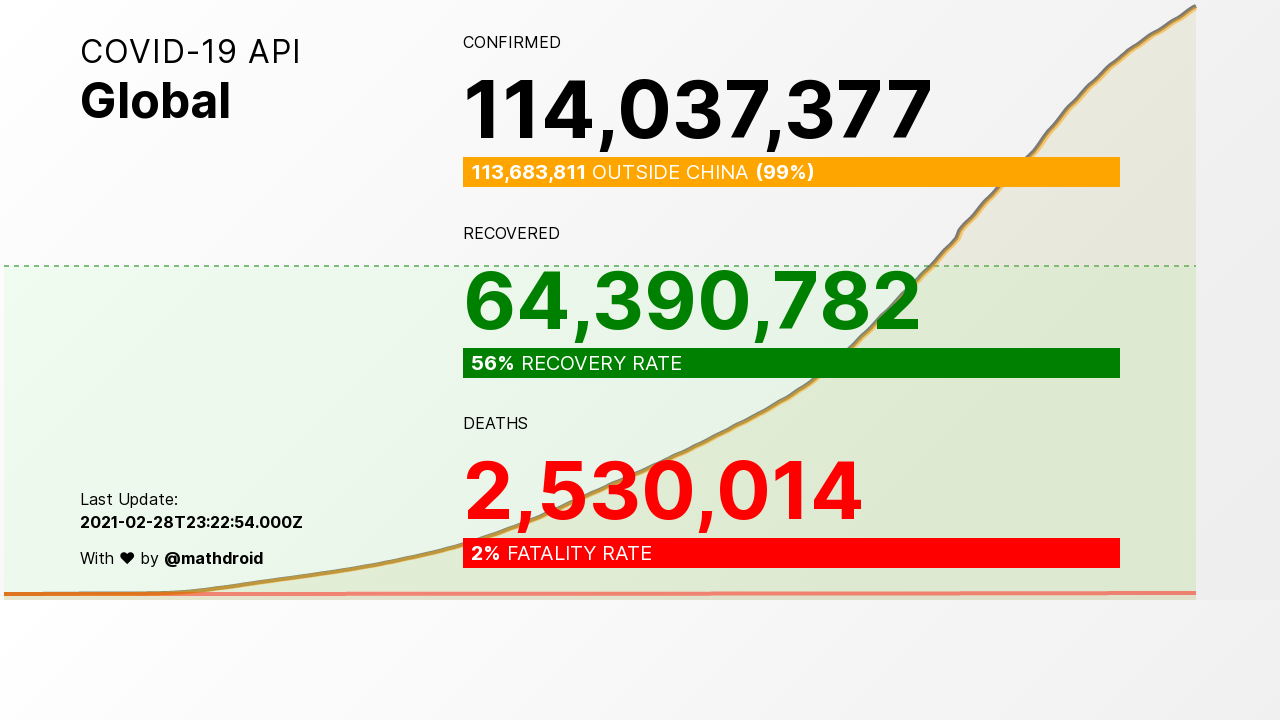 COVID-19 API
Global
CONFIRMED
114,037,377
113,683,811 OUTSIDE CHINA (99%)
RECOVERED
64,390,782
56% RECOVERY RATE
DEATHS
2,530,014
2% FATALITY RATE
Last Update:
2021-02-28T23:22:54.000Z
With ♥ by @mathdroid